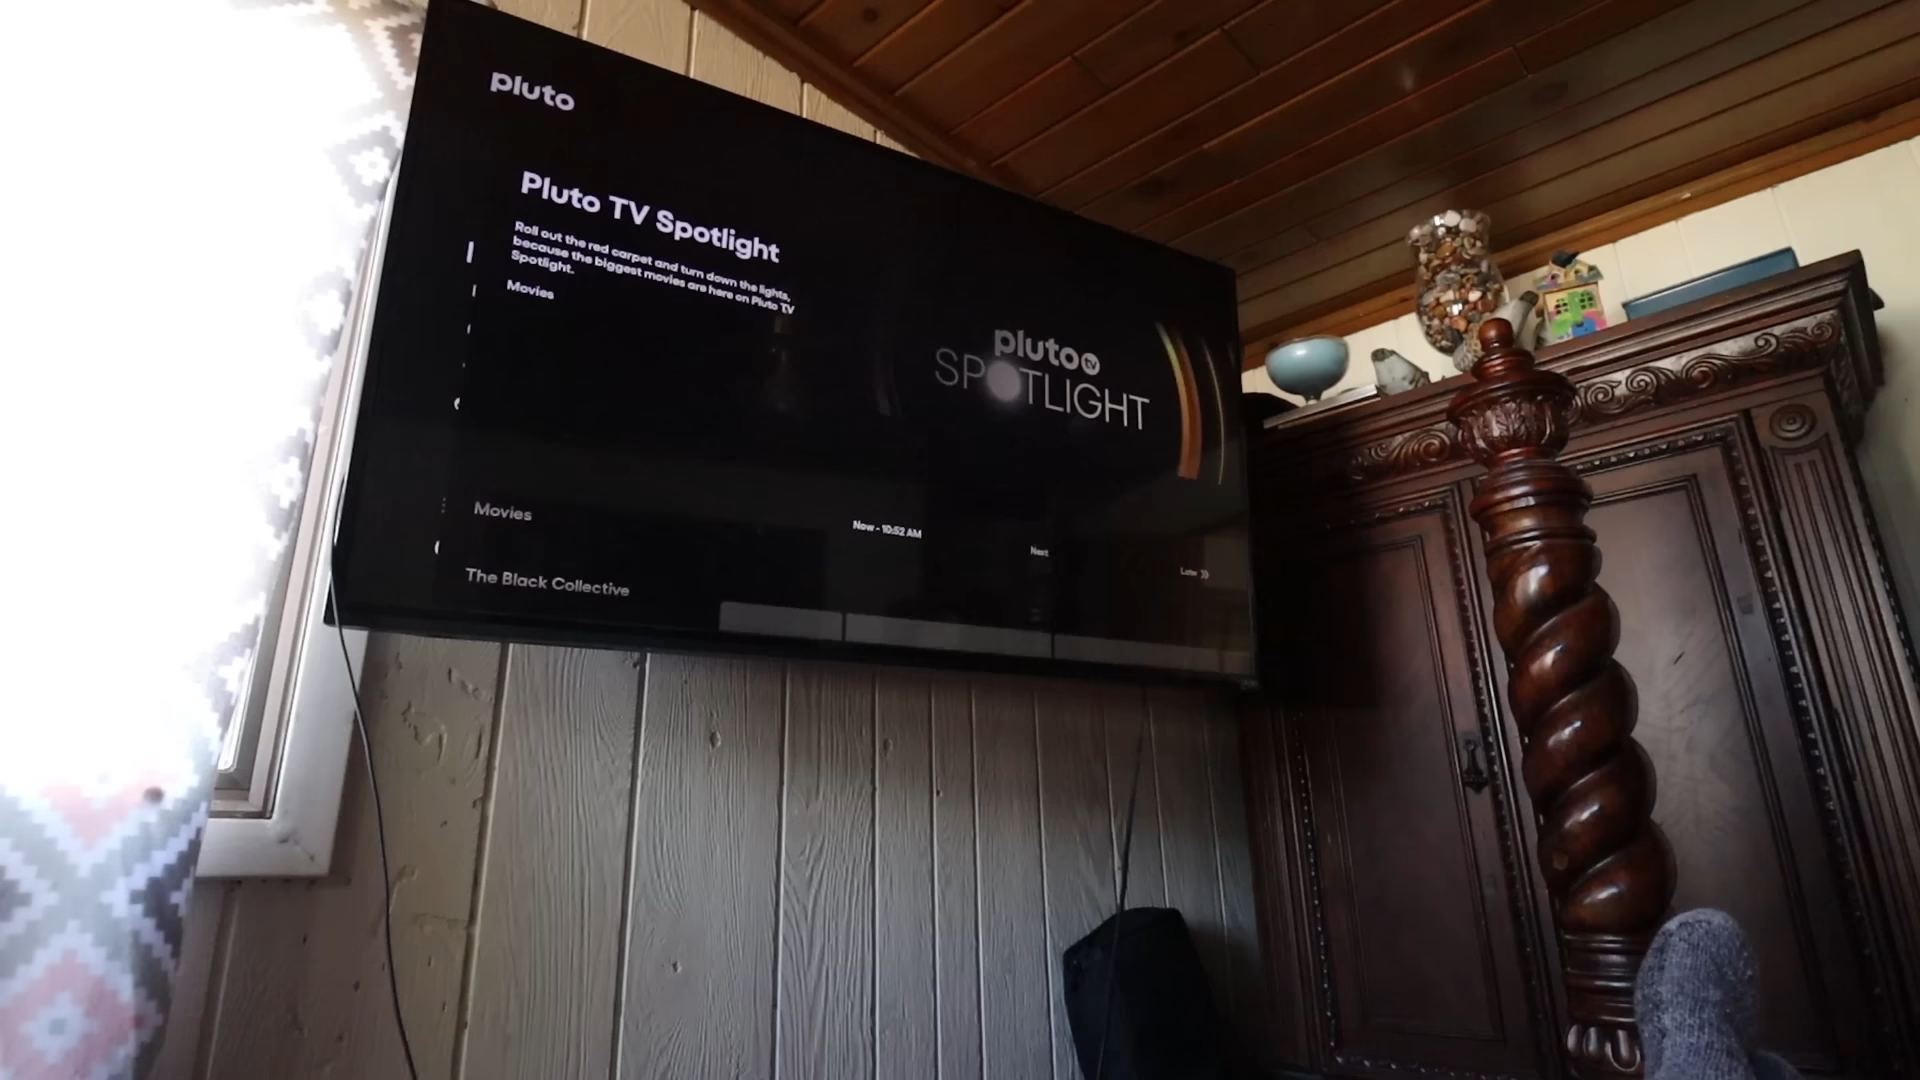 pluto
Pluto TV Spotlight
Roll out the red carpet and turn down the lights,
because the biggest movies are here on Pluto TV
Spotlight.
Movies
pluto tv
SPOTLIGHT
Movies
Now - 10:52 AM
Next
Later »
The Black Collective